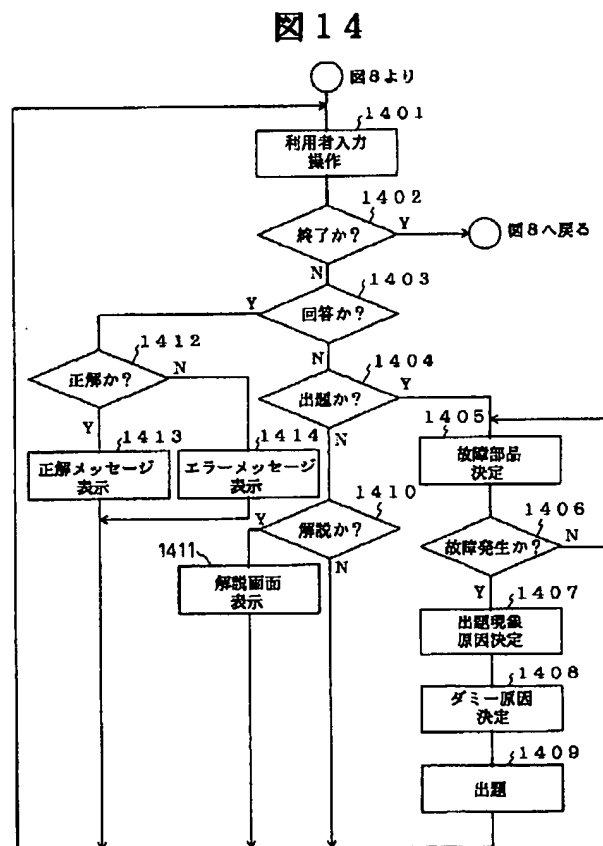 図14
図8より
1401
利用者入力
操作
1402
終了か？
Y
図8へ戻る
N
1403
Y
回答か？
N
1412
正解か？
N
Y
1404
出題か？
Y
N
1405
故障部品
決定
1413
正解メッセージ
表示
1414
エラーメッセージ
表示
1406
故障発生か？
N
Y
1410
Y
解説か？
N
1411
解説画面
表示
1407
出題現象
原因決定
1408
ダミー原因
決定
1409
出題